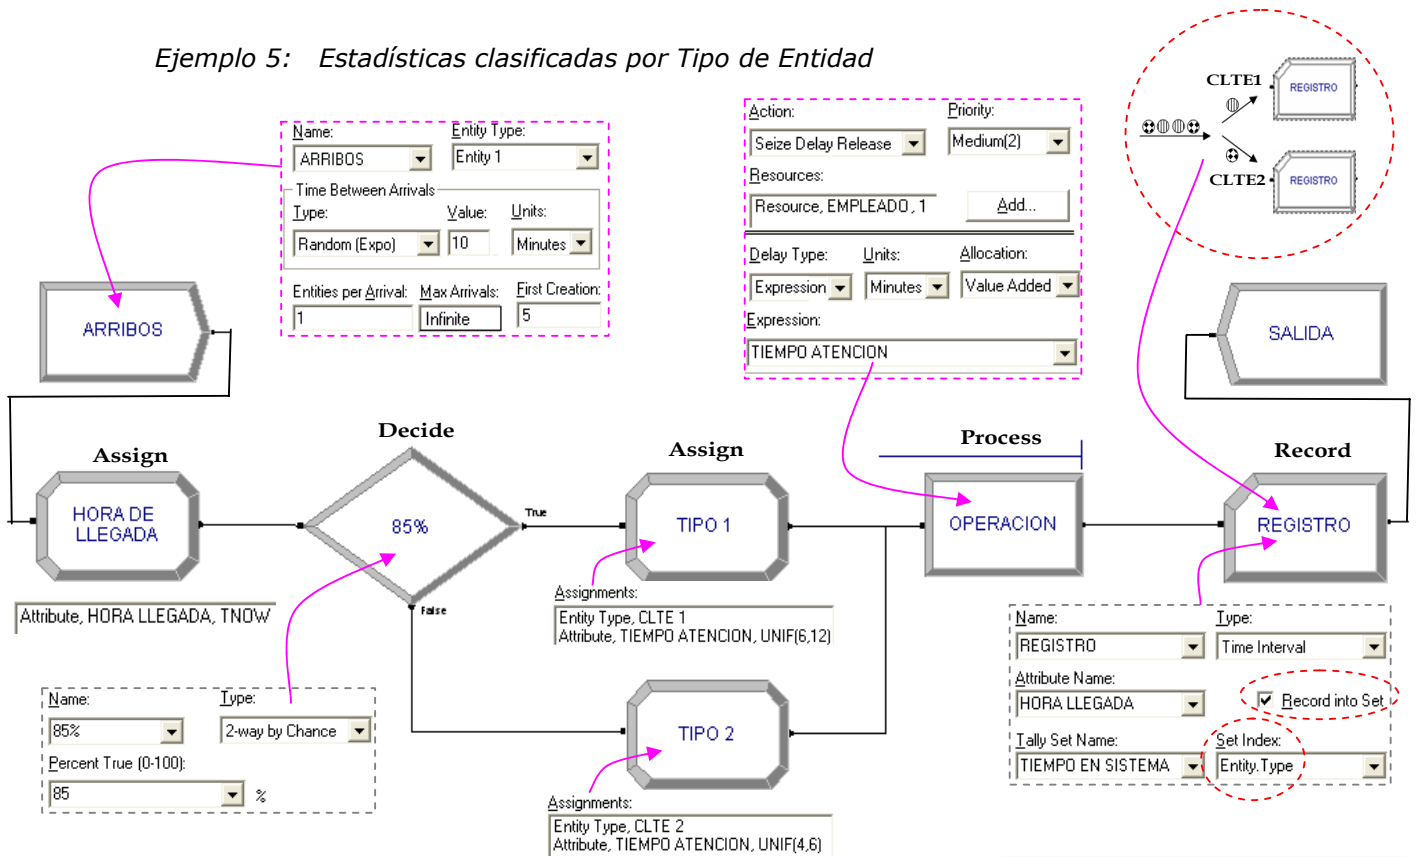 Ejemplo 5: Estadísticas clasificadas por Tipo de Entidad
CLTE1
REGISTRO
CLTE2
REGISTRO
Name:
Entity Type:
ARRIBOS
Entity 1
Time Between Arrivals
Type:
Value:
Units:
Random (Expo)
10
Minutes
Entities per Arrival:
Max Arrivals:
First Creation:
1
Infinite
5
Action:
Priority:
Seize Delay Release
Medium(2)
Resources:
Resource, EMPLEADO , 1
Add...
Delay Type:
Units:
Allocation:
Expression
Minutes
Value Added
Expression:
TIEMPO ATENCION
ARRIBOS
SALIDA
Assign
HORA DE
LLEGADA
Attribute, HORA LLEGADA, TNOW
Decide
85%
True
False
Name:
Type:
85%
2-way by Chance
Percent True (0-100):
85
%
Assign
TIPO 1
Assignments:
Entity Type, CLTE 1
Attribute, TIEMPO ATENCION, UNIF(6,12)
TIPO 2
Assignments:
Entity Type, CLTE 2
Attribute, TIEMPO ATENCION, UNIF(4,6)
Process
OPERACION
Record
REGISTRO
Name:
Type:
REGISTRO
Time Interval
Attribute Name:
HORA LLEGADA
Record into Set
Tally Set Name:
Set Index:
TIEMPO EN SISTEMA
Entity.Type